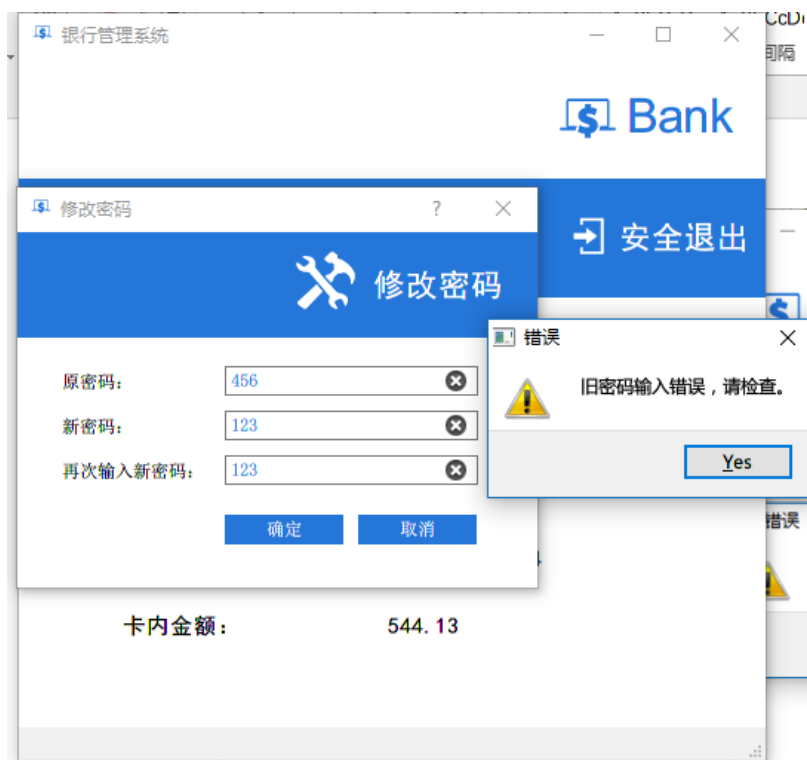 银行管理系统
CcDi
间隔
Bank
修改密码 ?
安全退出
修改密码
错误
旧密码输入错误，请检查。
Yes
原密码： 456
新密码： 123
再次输入新密码： 123
确定 取消
错误
卡内金额： 544.13